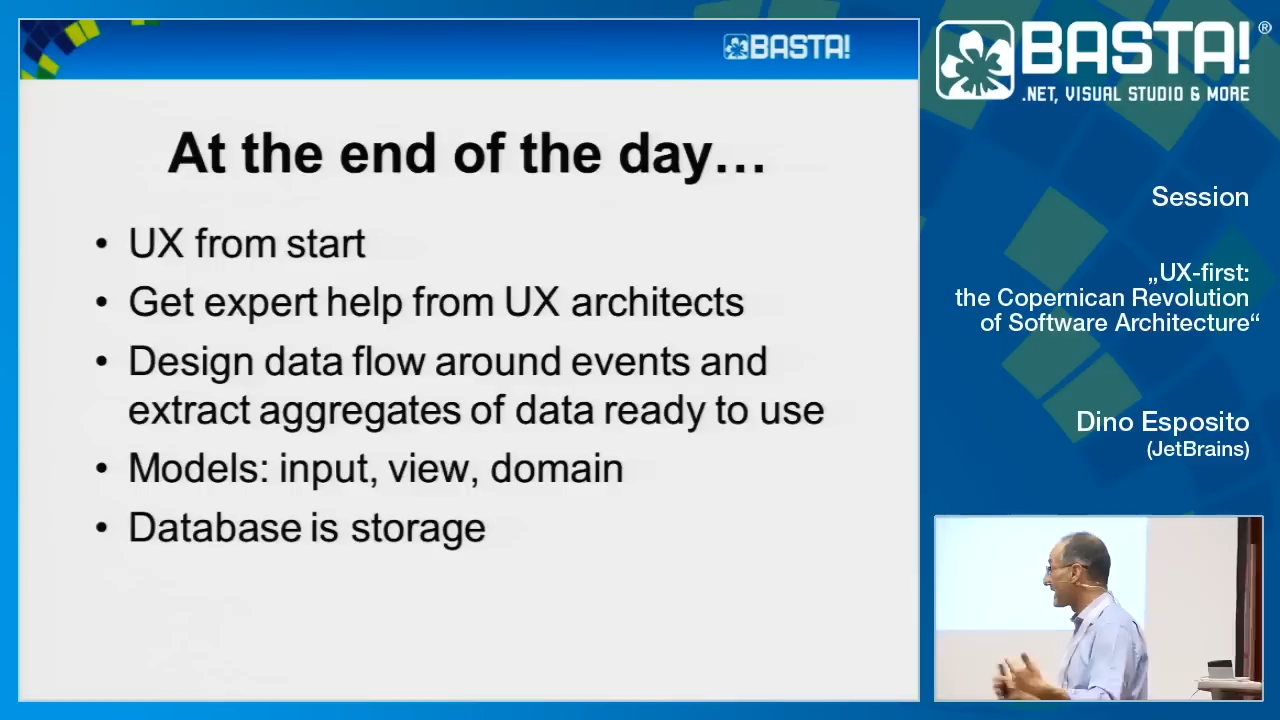 BASTA!
At the end of the day…
• UX from start
• Get expert help from UX architects
• Design data flow around events and
extract aggregates of data ready to use
• Models: input, view, domain
• Database is storage
BASTA!®
.NET, VISUAL STUDIO & MORE
Session
„UX-first:
the Copernican Revolution
of Software Architecture“
Dino Esposito
(JetBrains)